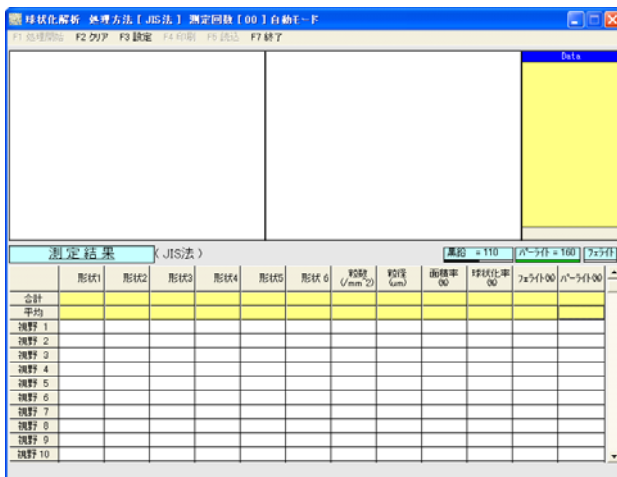 球状化解析 処理方法 [ JIS法 ] 測定回数 [ 00 ] 自動モード
F1 処理開始 F2 クリア F3 設定 F4 印刷 F5 読込 F7 終了
Data
測定結果 ( JIS法 ) 黒鉛 = 110 パーライト = 160 フェライト
形状1 形状2 形状3 形状4 形状5 形状 6 粒数 (/mm^2) 粒径 (um) 面積率 (%) 球状化率 (%) フェライト(%) パーライト(%)
合計
平均
視野 1
視野 2
視野 3
視野 4
視野 5
視野 6
視野 7
視野 8
視野 9
視野 10